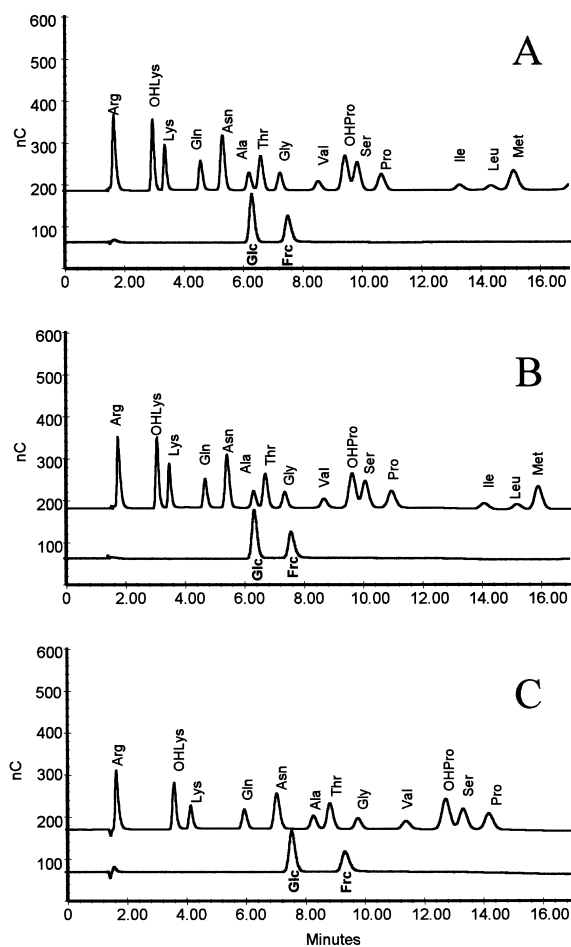 A
600
500
400
300
200
100
nC
Arg
OHLys
Lys
Gln
Asn
Ala
Thr
Gly
Val
OHPro
Ser
Pro
Ile
Leu
Met
Glc
Frc
0 2.00 4.00 6.00 8.00 10.00 12.00 14.00 16.00
B
600
500
400
300
200
100
nC
Arg
OHLys
Lys
Gln
Asn
Ala
Thr
Gly
Val
OHPro
Ser
Pro
Ile
Leu
Met
Glc
Frc
0 2.00 4.00 6.00 8.00 10.00 12.00 14.00 16.00
C
600
500
400
300
200
100
nC
Arg
OHLys
Lys
Gln
Asn
Ala
Thr
Gly
Val
OHPro
Ser
Pro
Glc
Frc
0 2.00 4.00 6.00 8.00 10.00 12.00 14.00 16.00
Minutes